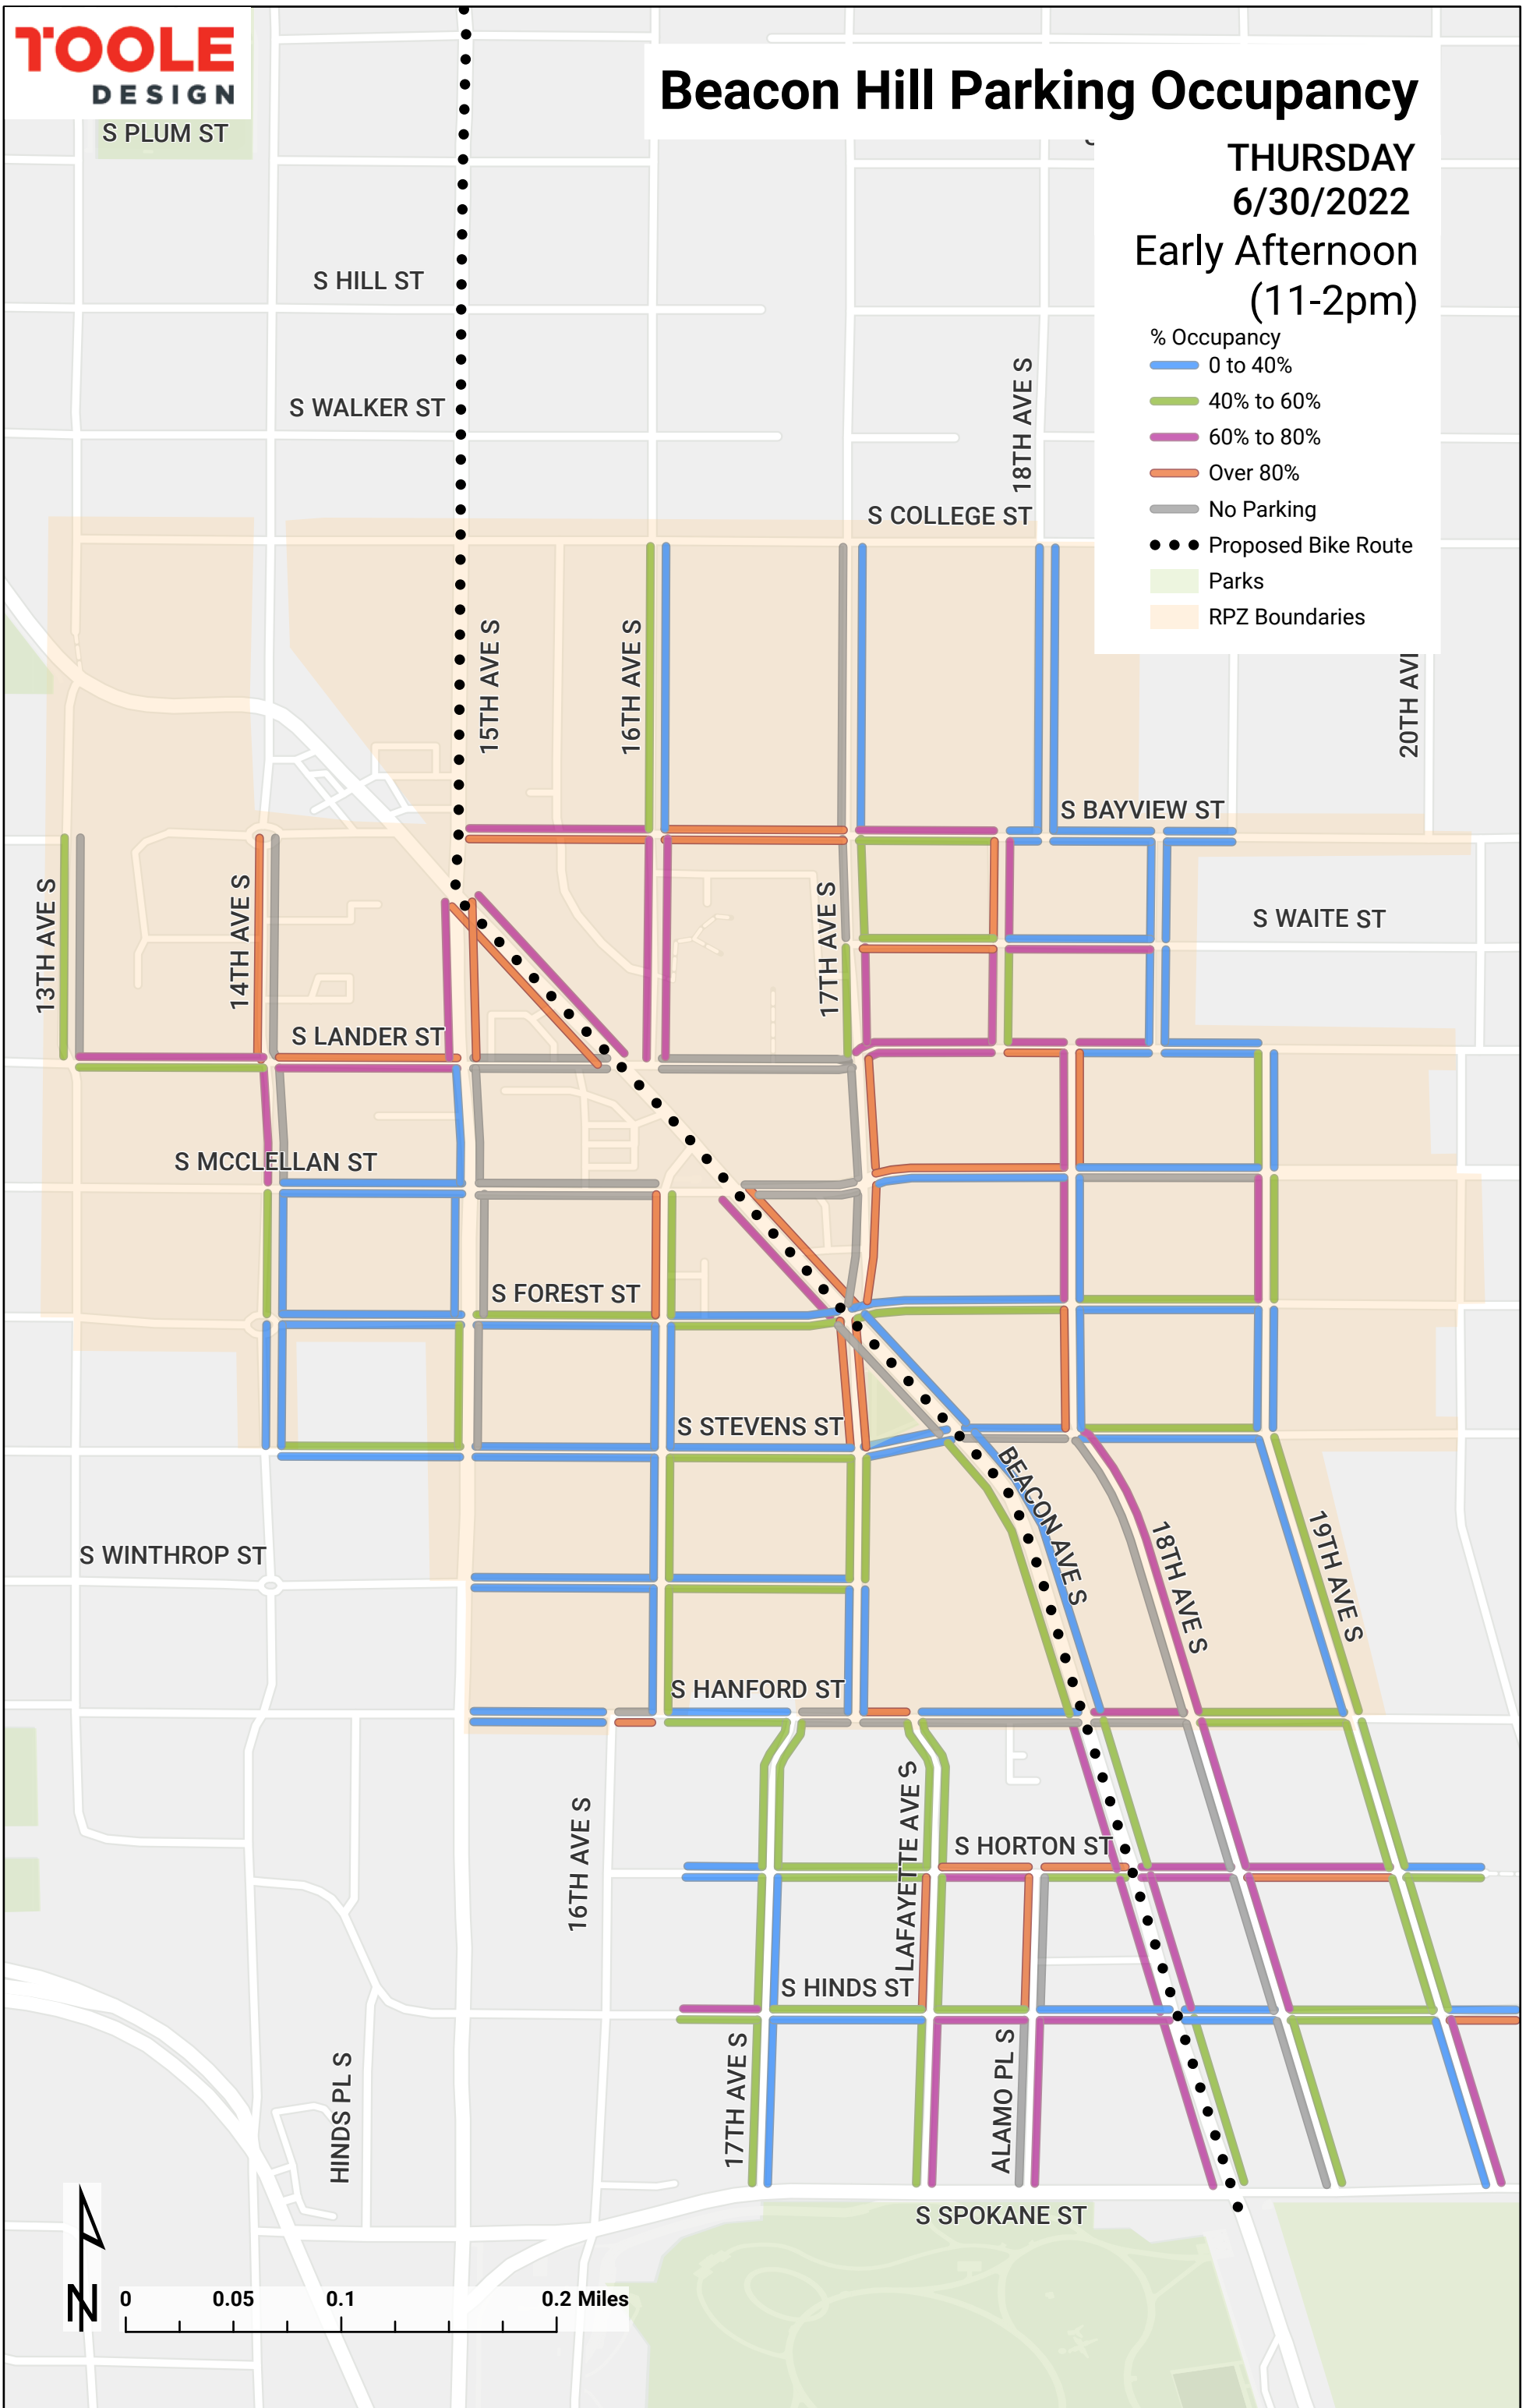 TOOLE
DESIGN
Beacon Hill Parking Occupancy
THURSDAY
6/30/2022
Early Afternoon
(11-2pm)
% Occupancy
0 to 40%
40% to 60%
60% to 80%
Over 80%
No Parking
Proposed Bike Route
Parks
RPZ Boundaries
S PLUM ST
S HILL ST
S WALKER ST
18TH AVE S
S COLLEGE ST
15TH AVE S
16TH AVE S
20TH AV
S BAYVIEW ST
13TH AVE S
14TH AVE S
17TH AVE S
S WAITE ST
S LANDER ST
S MCCLELLAN ST
S FOREST ST
S STEVENS ST
BEACON AVE S
18TH AVE S
19TH AVE S
S WINTHROP ST
S HANFORD ST
16TH AVE S
LAFAYETTE AVE S
S HORTON ST
S HINDS ST
HINDS PL S
17TH AVE S
ALAMO PL S
S SPOKANE ST
N
0 0.05 0.1 0.2 Miles